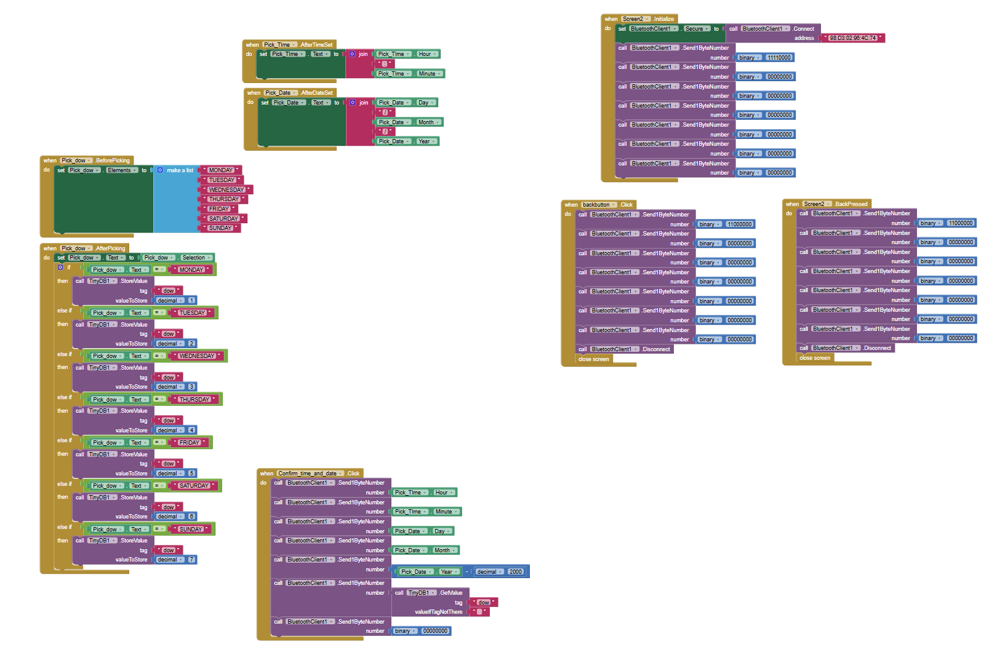 when Pick_TIme .AfterTimeSet
do set Pick_TIme . Text to join Pick_TIme . Hour
" : "
Pick_TIme . Minute
when Pick_Date .AfterDateSet
do set Pick_Date . Text to join Pick_Date . Day
" / "
Pick_Date . Month
" / "
Pick_Date . Year
when Pick_dow .BeforePicking
do set Pick_dow . Elements to make a list " MONDAY "
" TUESDAY "
" WEDNESDAY "
" THURSDAY "
" FRIDAY "
" SATURDAY "
" SUNDAY "
when Pick_dow .AfterPicking
do set Pick_dow . Text to Pick_dow . Selection
if Pick_dow . Text = " MONDAY "
then call TinyDB1 .StoreValue
tag " dow "
valueToStore decimal 1
else if Pick_dow . Text = " TUESDAY "
then call TinyDB1 .StoreValue
tag " dow "
valueToStore decimal 2
else if Pick_dow . Text = " WEDNESDAY "
then call TinyDB1 .StoreValue
tag " dow "
valueToStore decimal 3
else if Pick_dow . Text = " THURSDAY "
then call TinyDB1 .StoreValue
tag " dow "
valueToStore decimal 4
else if Pick_dow . Text = " FRIDAY "
then call TinyDB1 .StoreValue
tag " dow "
valueToStore decimal 5
else if Pick_dow . Text = " SATURDAY "
then call TinyDB1 .StoreValue
tag " dow "
valueToStore decimal 6
else if Pick_dow . Text = " SUNDAY "
then call TinyDB1 .StoreValue
tag " dow "
valueToStore decimal 7
when Confirm_time_and_date .Click
do call BluetoothClient1 .Send1ByteNumber
number Pick_TIme . Hour
call BluetoothClient1 .Send1ByteNumber
number Pick_TIme . Minute
call BluetoothClient1 .Send1ByteNumber
number Pick_Date . Day
call BluetoothClient1 .Send1ByteNumber
number Pick_Date . Month
call BluetoothClient1 .Send1ByteNumber
number Pick_Date . Year - decimal 2000
call BluetoothClient1 .Send1ByteNumber
number call TinyDB1 .GetValue
tag " dow "
valueIfTagNotThere " "
call BluetoothClient1 .Send1ByteNumber
number binary 00000000
when Screen2 .Initialize
do set BluetoothClient1 . Secure to call BluetoothClient1 .Connect
address " 98:D3:02:96:4C:74 "
call BluetoothClient1 .Send1ByteNumber
number binary 11110000
call BluetoothClient1 .Send1ByteNumber
number binary 00000000
call BluetoothClient1 .Send1ByteNumber
number binary 00000000
call BluetoothClient1 .Send1ByteNumber
number binary 00000000
call BluetoothClient1 .Send1ByteNumber
number binary 00000000
call BluetoothClient1 .Send1ByteNumber
number binary 00000000
call BluetoothClient1 .Send1ByteNumber
number binary 00000000
when backbutton .Click
do call BluetoothClient1 .Send1ByteNumber
number binary 11000000
call BluetoothClient1 .Send1ByteNumber
number binary 00000000
call BluetoothClient1 .Send1ByteNumber
number binary 00000000
call BluetoothClient1 .Send1ByteNumber
number binary 00000000
call BluetoothClient1 .Send1ByteNumber
number binary 00000000
call BluetoothClient1 .Send1ByteNumber
number binary 00000000
call BluetoothClient1 .Send1ByteNumber
number binary 00000000
call BluetoothClient1 .Disconnect
close screen
when Screen2 .BackPressed
do call BluetoothClient1 .Send1ByteNumber
number binary 11000000
call BluetoothClient1 .Send1ByteNumber
number binary 00000000
call BluetoothClient1 .Send1ByteNumber
number binary 00000000
call BluetoothClient1 .Send1ByteNumber
number binary 00000000
call BluetoothClient1 .Send1ByteNumber
number binary 00000000
call BluetoothClient1 .Send1ByteNumber
number binary 00000000
call BluetoothClient1 .Send1ByteNumber
number binary 00000000
call BluetoothClient1 .Disconnect
close screen